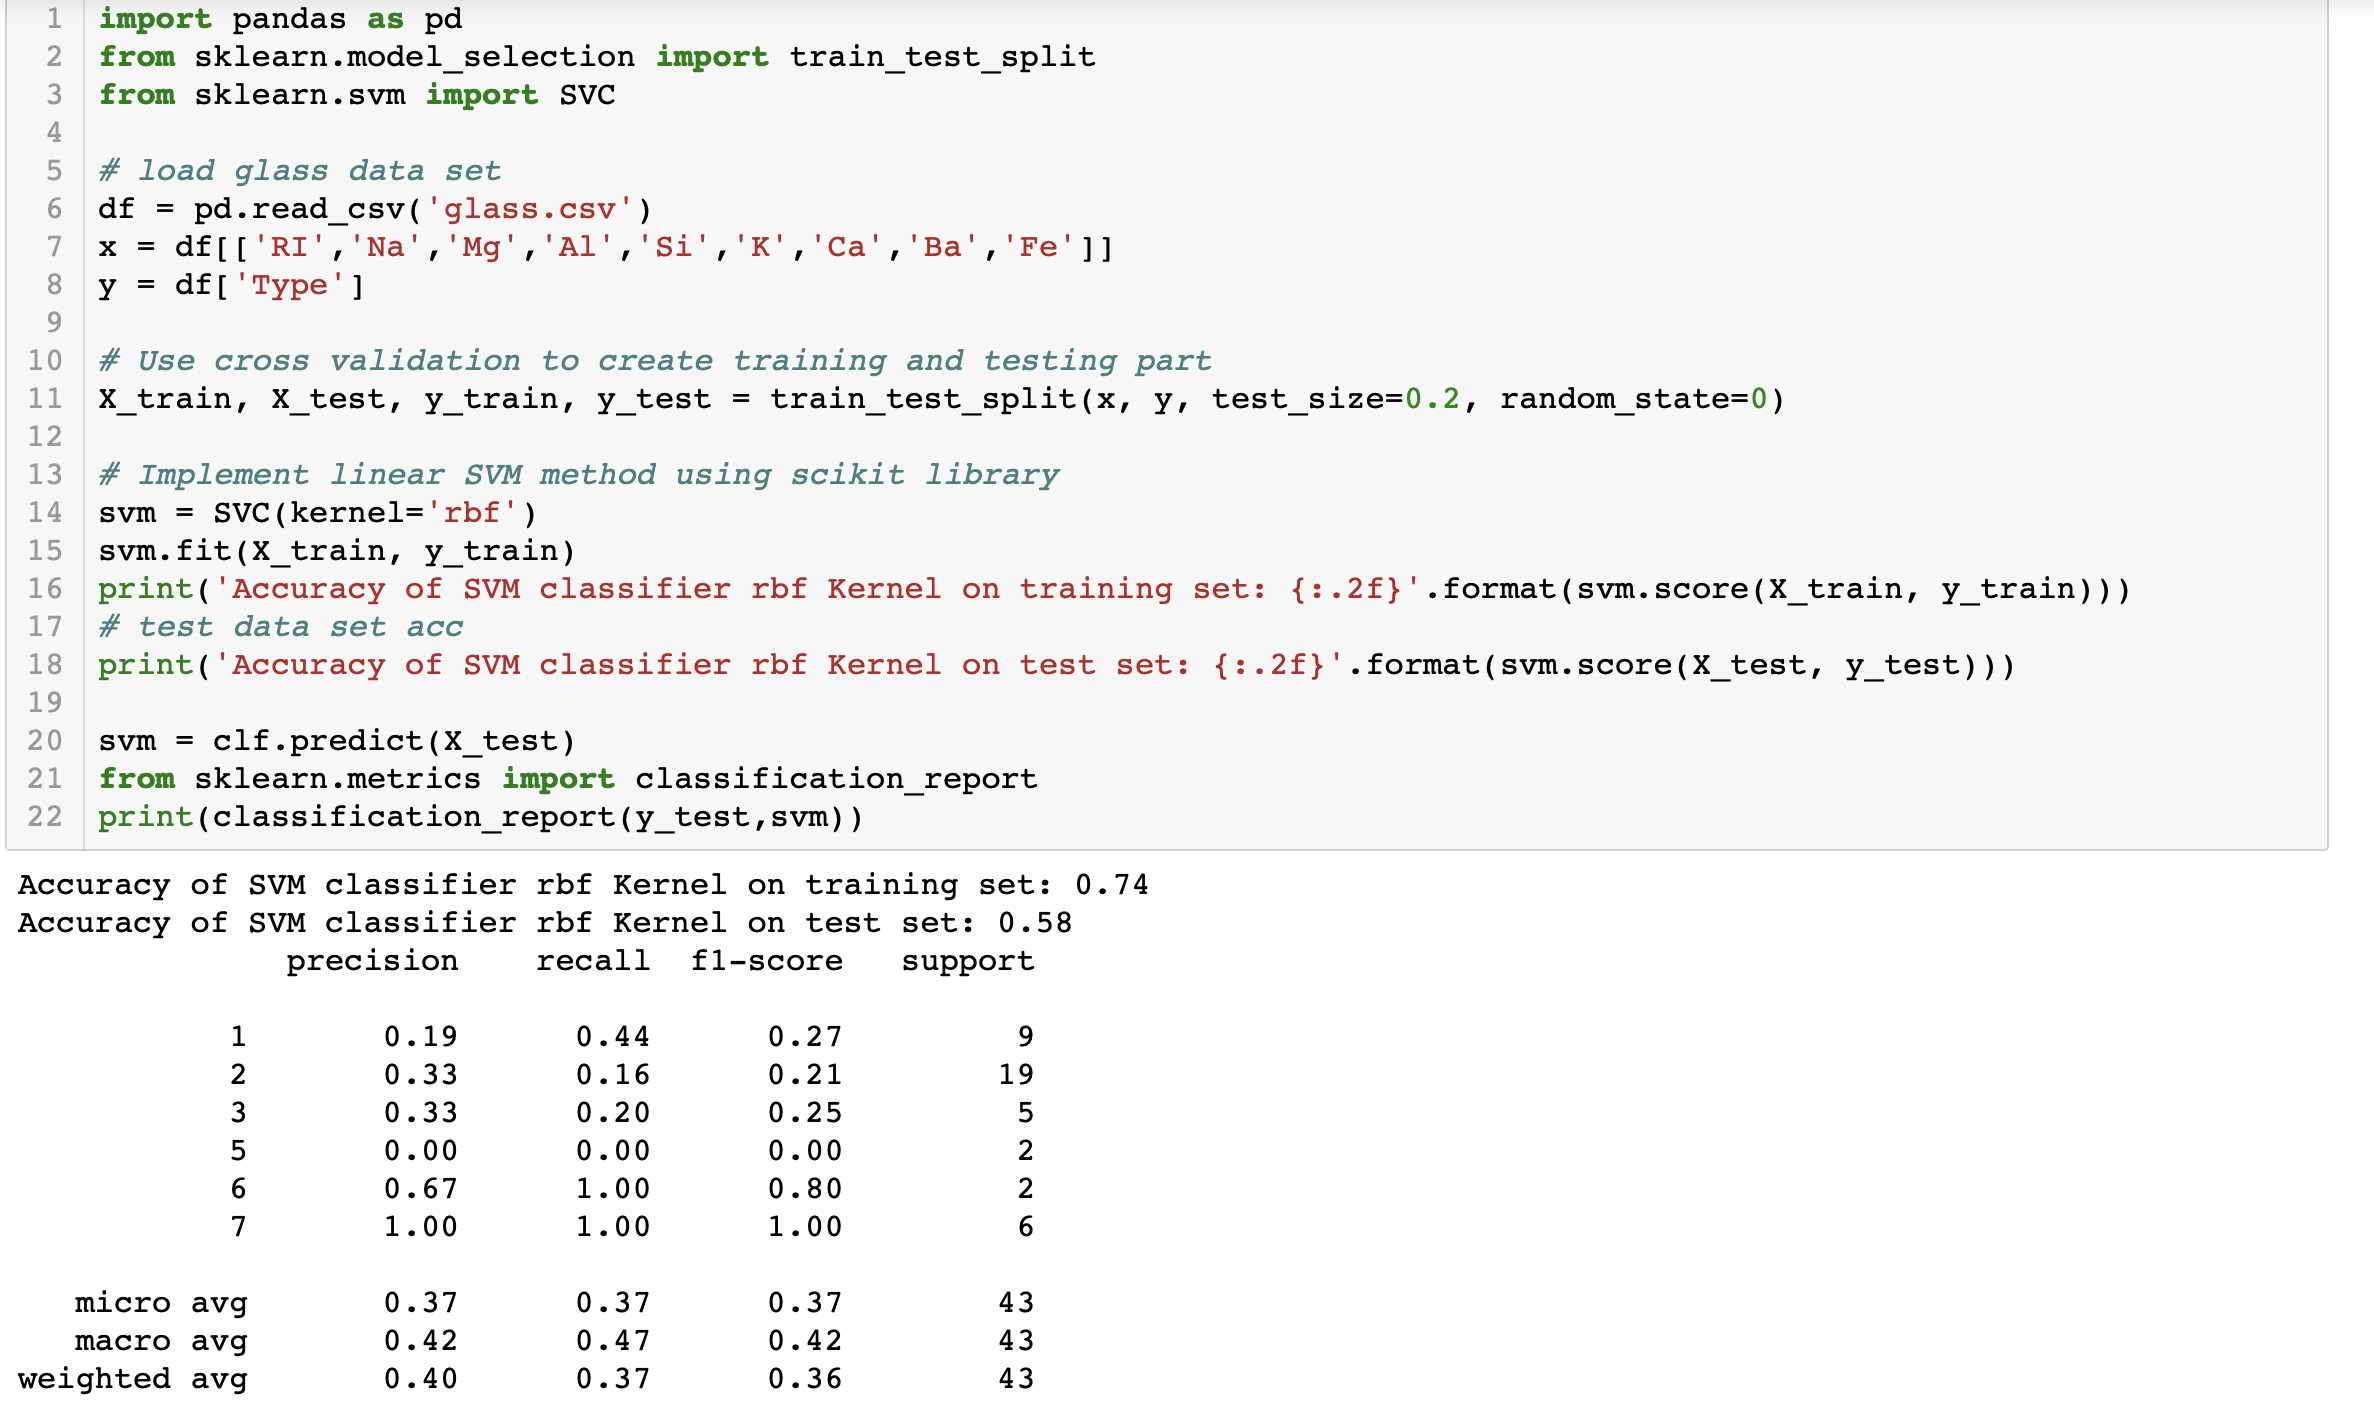 1 import pandas as pd
2 from sklearn.model_selection import train_test_split
3 from sklearn.svm import SVC
4
5 # load glass data set
6 df = pd.read_csv('glass.csv')
7 x = df[['RI','Na','Mg','Al','Si','K','Ca','Ba','Fe']]
8 y = df['Type']
9
10 # Use cross validation to create training and testing part
11 X_train, X_test, y_train, y_test = train_test_split(x, y, test_size=0.2, random_state=0)
12
13 # Implement linear SVM method using scikit library
14 svm = SVC(kernel='rbf')
15 svm.fit(X_train, y_train)
16 print('Accuracy of SVM classifier rbf Kernel on training set: {:.2f}'.format(svm.score(X_train, y_train)))
17 # test data set acc
18 print('Accuracy of SVM classifier rbf Kernel on test set: {:.2f}'.format(svm.score(X_test, y_test)))
19
20 svm = clf.predict(X_test)
21 from sklearn.metrics import classification_report
22 print(classification_report(y_test,svm))
Accuracy of SVM classifier rbf Kernel on training set: 0.74
Accuracy of SVM classifier rbf Kernel on test set: 0.58
precision recall f1-score support
1 0.19 0.44 0.27 9
2 0.33 0.16 0.21 19
3 0.33 0.20 0.25 5
5 0.00 0.00 0.00 2
6 0.67 1.00 0.80 2
7 1.00 1.00 1.00 6
micro avg 0.37 0.37 0.37 43
macro avg 0.42 0.47 0.42 43
weighted avg 0.40 0.37 0.36 43